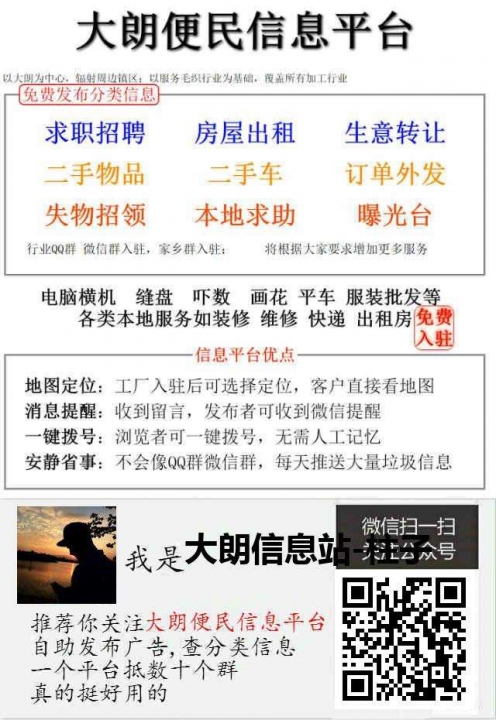 大朗便民信息平台
以大朗为中心，辐射周边镇区；以服务毛织行业为基础，覆盖所有加工行业
免费发布分类信息
求职招聘 房屋出租 生意转让
二手物品 二手车 订单外发
失物招领 本地求助 曝光台
行业QQ群 微信群入驻，家乡群入驻； 将根据大家要求增加更多服务
电脑横机 缝盘 吓数 画花 平车 服装批发等
各类本地服务如装修 维修 快递 出租房
免费
入驻
信息平台优点
地图定位：工厂入驻后可选择定位，客户直接看地图
消息提醒：收到留言，发布者可收到微信提醒
一键拨号：浏览者可一键拨号，无需人工记忆
安静省事：不会像QQ群微信群，每天推送大量垃圾信息
微信扫一扫
关注公众号
我是大朗信息站-柱子
推荐你关注大朗便民信息平台
自助发布广告,查分类信息
一个平台抵数十个群
真的挺好用的